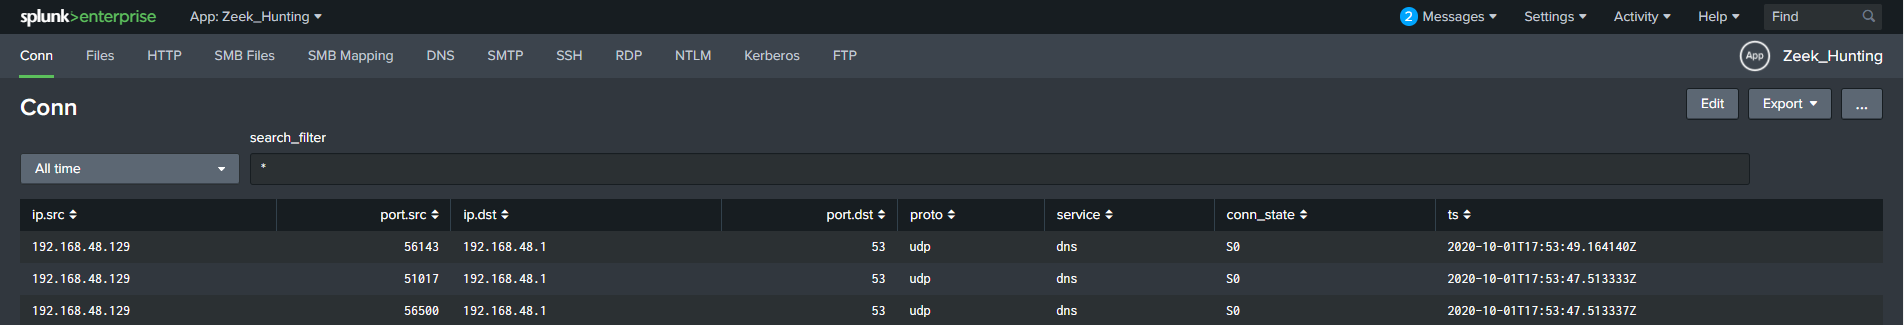 splunk>enterprise App: Zeek_Hunting 2 Messages Settings Activity Help Find
Conn Files HTTP SMB Files SMB Mapping DNS SMTP SSH RDP NTLM Kerberos FTP App Zeek_Hunting
Conn Edit Export ...
search_filter
All time *
ip.src port.src ip.dst port.dst proto service conn_state ts
192.168.48.129 56143 192.168.48.1 53 udp dns S0 2020-10-01T17:53:49.164140Z
192.168.48.129 51017 192.168.48.1 53 udp dns S0 2020-10-01T17:53:47.513333Z
192.168.48.129 56500 192.168.48.1 53 udp dns S0 2020-10-01T17:53:47.513337Z